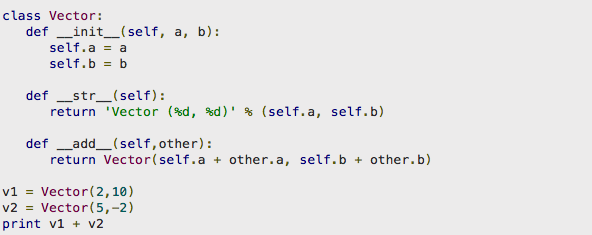 class Vector:
   def __init__(self, a, b):
      self.a = a
      self.b = b

   def __str__(self):
      return 'Vector (%d, %d)' % (self.a, self.b)

   def __add__(self,other):
      return Vector(self.a + other.a, self.b + other.b)

v1 = Vector(2,10)
v2 = Vector(5,-2)
print v1 + v2